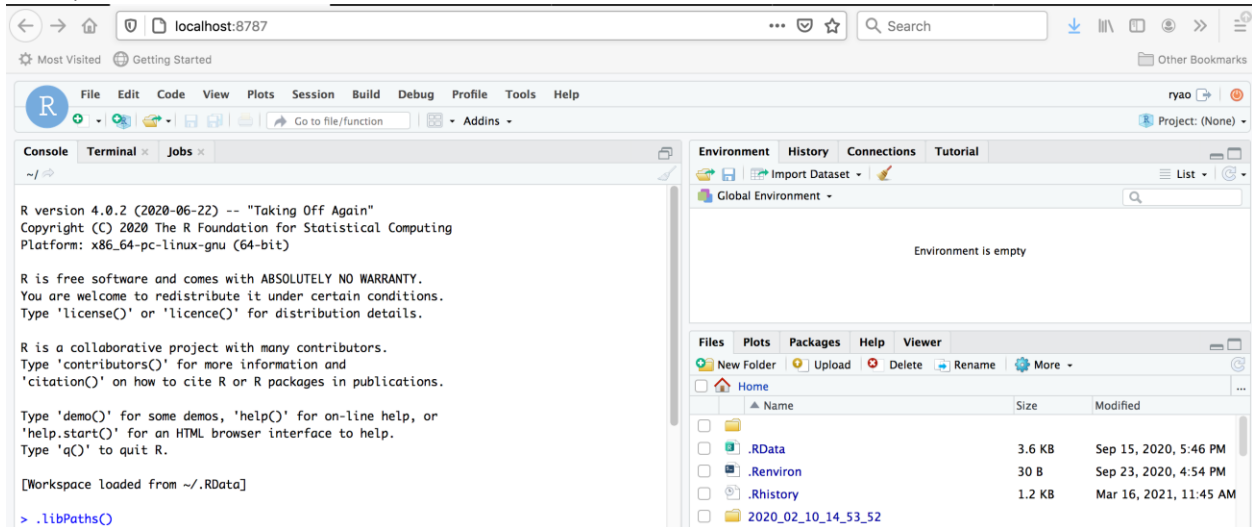 localhost:8787
Search
Most Visited
Getting Started
Other Bookmarks
R
File Edit Code View Plots Session Build Debug Profile Tools Help
ryao
Go to file/function
Addins
Project: (None)
Console Terminal Jobs
~/
R version 4.0.2 (2020-06-22) -- "Taking Off Again"
Copyright (C) 2020 The R Foundation for Statistical Computing
Platform: x86_64-pc-linux-gnu (64-bit)
R is free software and comes with ABSOLUTELY NO WARRANTY.
You are welcome to redistribute it under certain conditions.
Type 'license()' or 'licence()' for distribution details.
R is a collaborative project with many contributors.
Type 'contributors()' for more information and
'citation()' on how to cite R or R packages in publications.
Type 'demo()' for some demos, 'help()' for on-line help, or
'help.start()' for an HTML browser interface to help.
Type 'q()' to quit R.
[Workspace loaded from ~/.RData]
> .libPaths()
Environment History Connections Tutorial
Import Dataset
List
Global Environment
Environment is empty
Files Plots Packages Help Viewer
New Folder Upload Delete Rename More
Home
...
Name Size Modified
.RData 3.6 KB Sep 15, 2020, 5:46 PM
.Renviron 30 B Sep 23, 2020, 4:54 PM
.Rhistory 1.2 KB Mar 16, 2021, 11:45 AM
2020_02_10_14_53_52